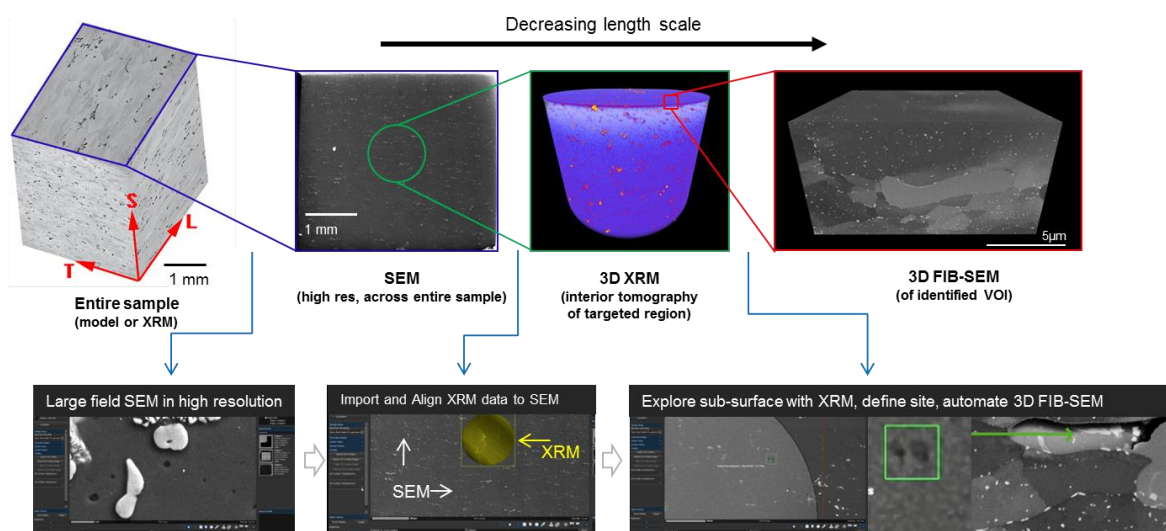 Decreasing length scale
S
L
T
1 mm
1 mm
5µm
Entire sample
(model or XRM)
SEM
(high res, across entire sample)
3D XRM
(interior tomography
of targeted region)
3D FIB-SEM
(of identified VOI)
Large field SEM in high resolution
Import and Align XRM data to SEM
XRM
SEM
Explore sub-surface with XRM, define site, automate 3D FIB-SEM